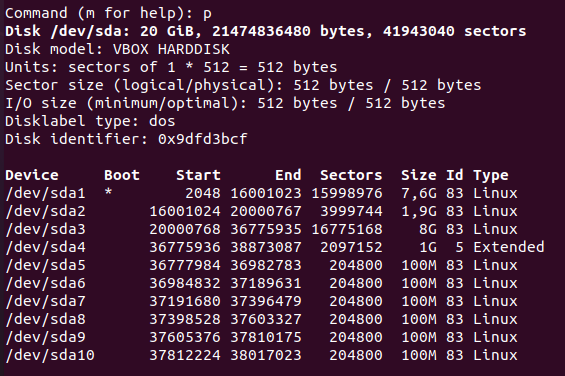 Command (m for help): p
Disk /dev/sda: 20 GiB, 21474836480 bytes, 41943040 sectors
Disk model: VBOX HARDDISK
Units: sectors of 1 * 512 = 512 bytes
Sector size (logical/physical): 512 bytes / 512 bytes
I/O size (minimum/optimal): 512 bytes / 512 bytes
Disklabel type: dos
Disk identifier: 0x9dfd3bcf
Device     Boot    Start      End  Sectors  Size Id Type
/dev/sda1  *        2048 16001023 15998976  7,6G 83 Linux
/dev/sda2       16001024 20000767  3999744  1,9G 83 Linux
/dev/sda3       20000768 36775935 16775168    8G 83 Linux
/dev/sda4       36775936 38873087  2097152    1G  5 Extended
/dev/sda5       36777984 36982783   204800  100M 83 Linux
/dev/sda6       36984832 37189631   204800  100M 83 Linux
/dev/sda7       37191680 37396479   204800  100M 83 Linux
/dev/sda8       37398528 37603327   204800  100M 83 Linux
/dev/sda9       37605376 37810175   204800  100M 83 Linux
/dev/sda10      37812224 38017023   204800  100M 83 Linux